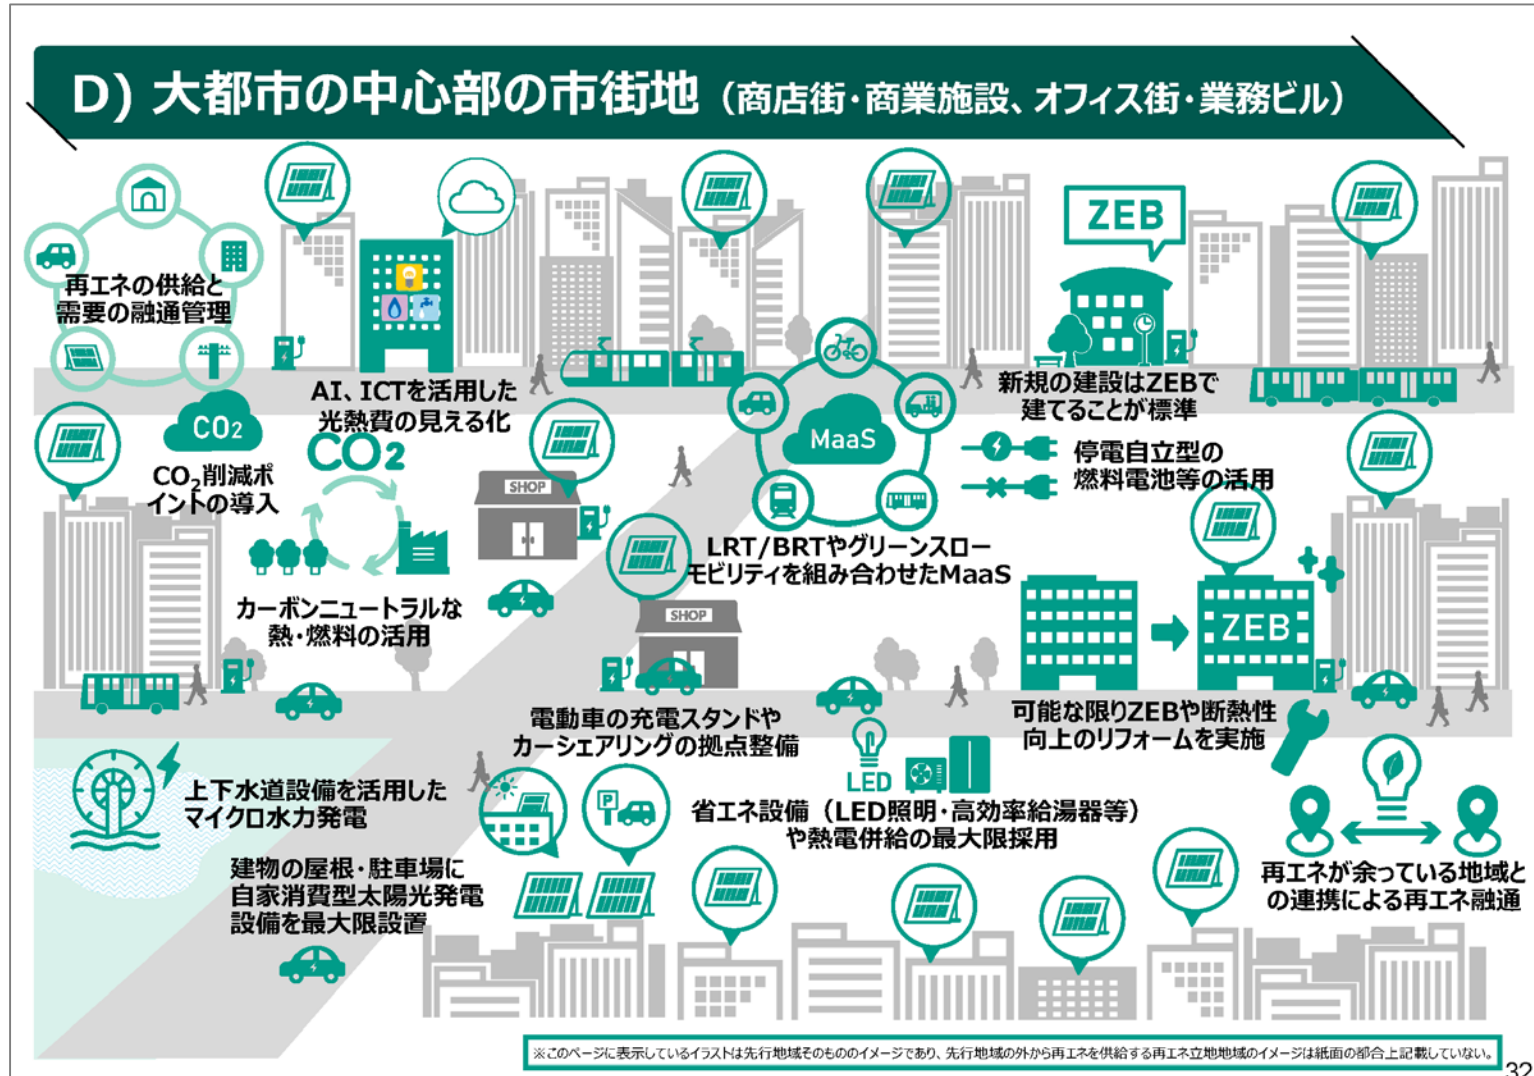 D) 大都市の中心部の市街地（商店街・商業施設、オフィス街・業務ビル）
ZEB
再エネの供給と
需要の融通管理
AI、ICTを活用した
光熱費の見える化
新規の建設はZEBで
建てることが標準
CO2
CO2削減ポ
イントの導入
CO2
カーボンニュートラルな
熱・燃料の活用
SHOP
MaaS
LRT/BRTやグリーンスロー
モビリティを組み合わせたMaaS
停電自立型の
燃料電池等の活用
SHOP
ZEB
電動車の充電スタンドや
カーシェアリングの拠点整備
可能な限りZEBや断熱性
向上のリフォームを実施
上下水道設備を活用した
マイクロ水力発電
P
LED
省エネ設備（LED照明・高効率給湯器等）
や熱電併給の最大限採用
建物の屋根・駐車場に
自家消費型太陽光発電
設備を最大限設置
再エネが余っている地域と
の連携による再エネ融通
※このページに表示しているイラストは先行地域そのもののイメージであり、先行地域の外から再エネを供給する再エネ立地地域のイメージは紙面の都合上記載していない。
32